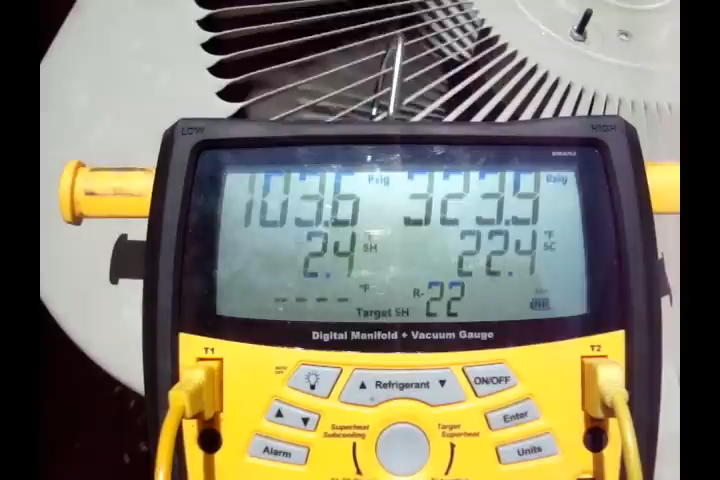 LOW HIGH
103.6 Psig 323.9 Psig
2.4 °F SH 22.4 °F SC
---- °F R-22
Target SH
Digital Manifold + Vacuum Gauge
T1 T2
Refrigerant ON/OFF
Superheat Subcooling Target Superheat Enter
Alarm Units